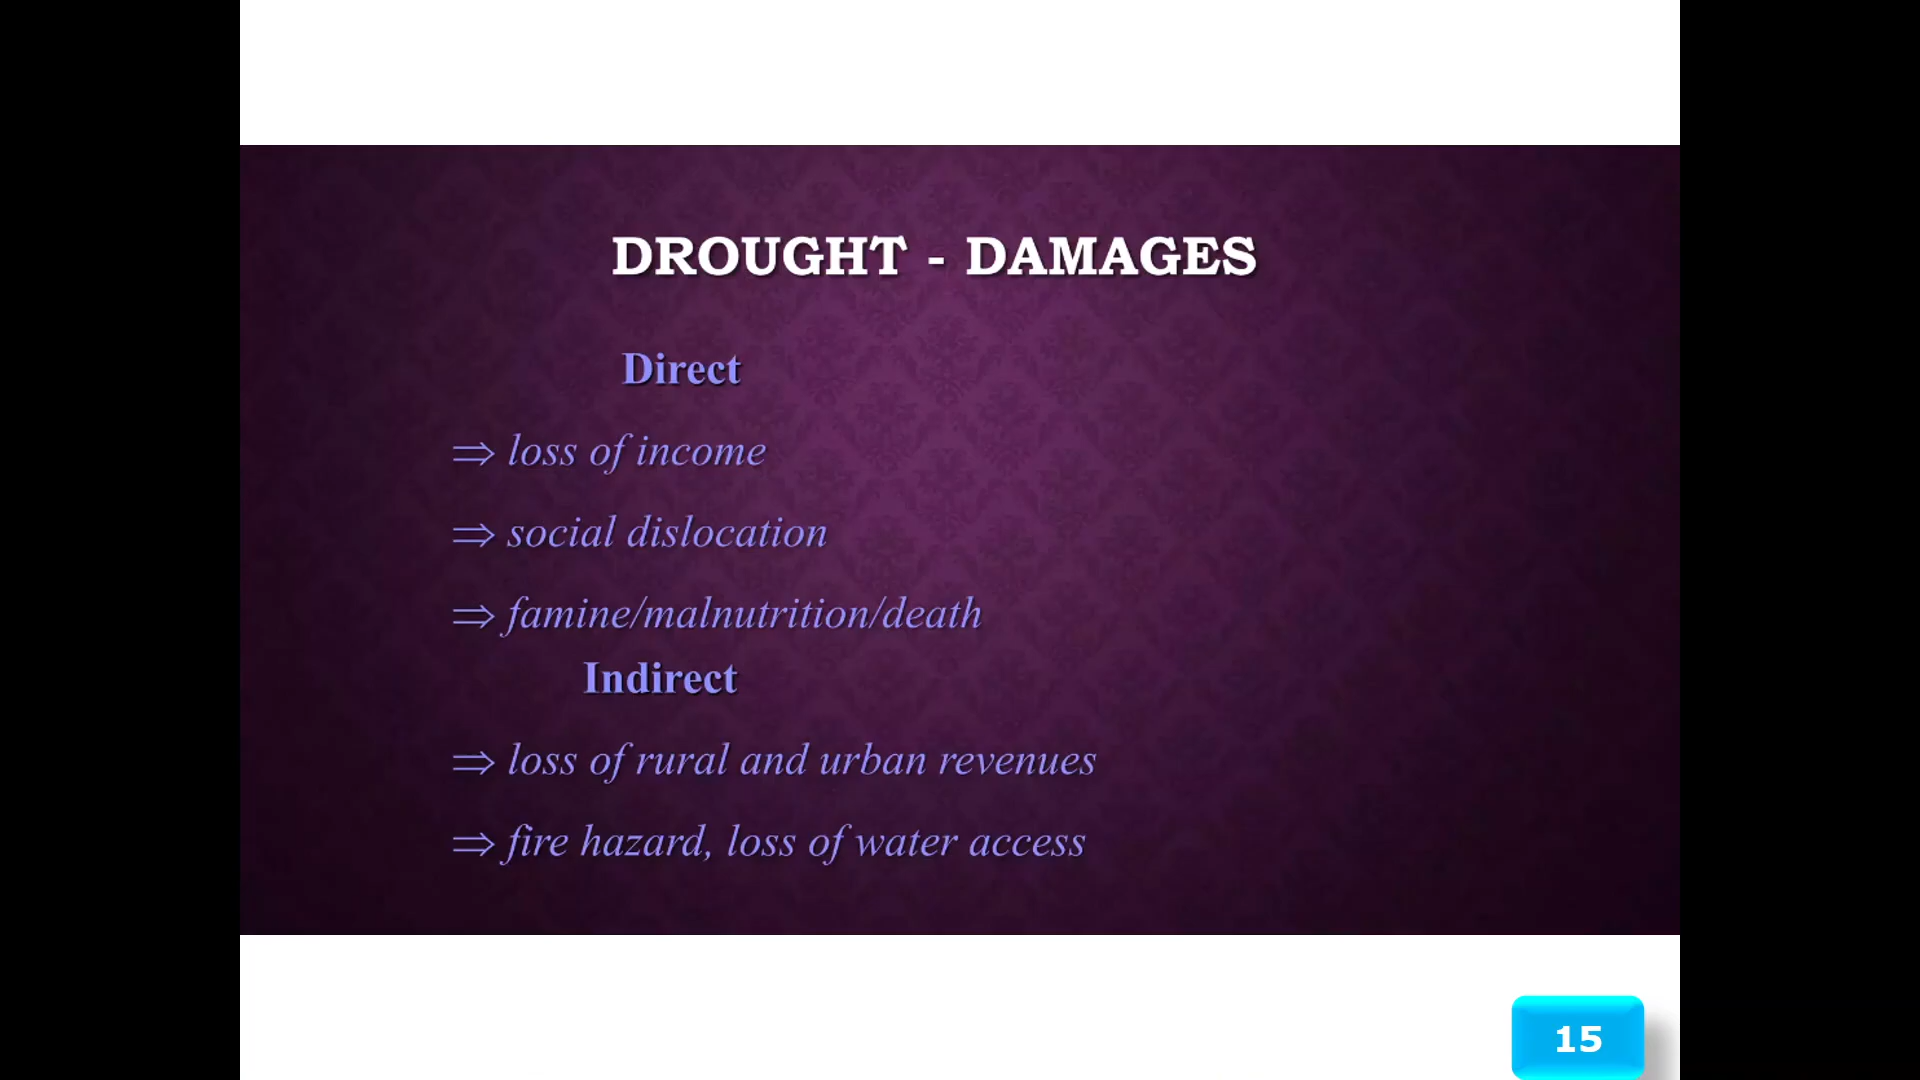 DROUGHT - DAMAGES
Direct
⇒ loss of income
⇒ social dislocation
⇒ famine/malnutrition/death
Indirect
⇒ loss of rural and urban revenues
⇒ fire hazard, loss of water access
15